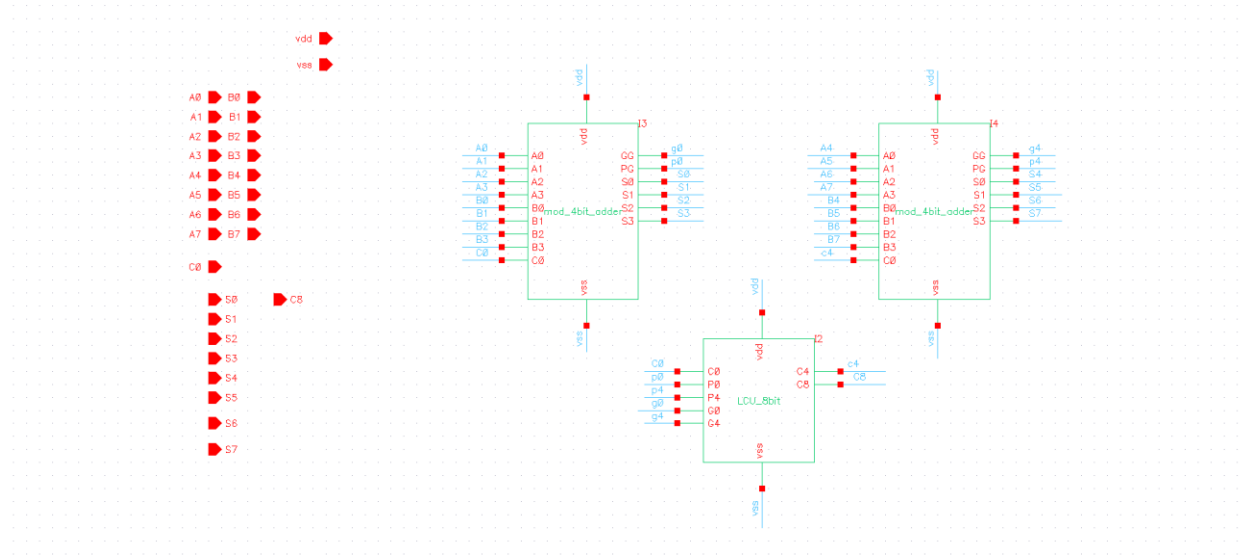 vdd
vss
A0 B0
A1 B1
A2 B2
A3 B3
A4 B4
A5 B5
A6 B6
A7 B7
C0
S0 C8
S1
S2
S3
S4
S5
S6
S7
vdd
I3
vdd
A0 A0 GG g0
A1 A1 PG p0
A2 A2 S0 S0
A3 A3 S1 S1
B0 B0 mod_4bit_adder S2 S2
B1 B1 S3 S3
B2 B2
B3 B3
C0 C0
vss
vss
vdd
I4
vdd
A4 A0 GG g4
A5 A1 PG p4
A6 A2 S0 S4
A7 A3 S1 S5
B4 B0 mod_4bit_adder S2 S6
B5 B1 S3 S7
B6 B2
B7 B3
c4 C0
vss
vss
vdd
I2
vdd
C0 C0 C4 c4
p0 P0 C8 C8
p4 P4 LCU_8bit
g0 G0
g4 G4
vss
vss